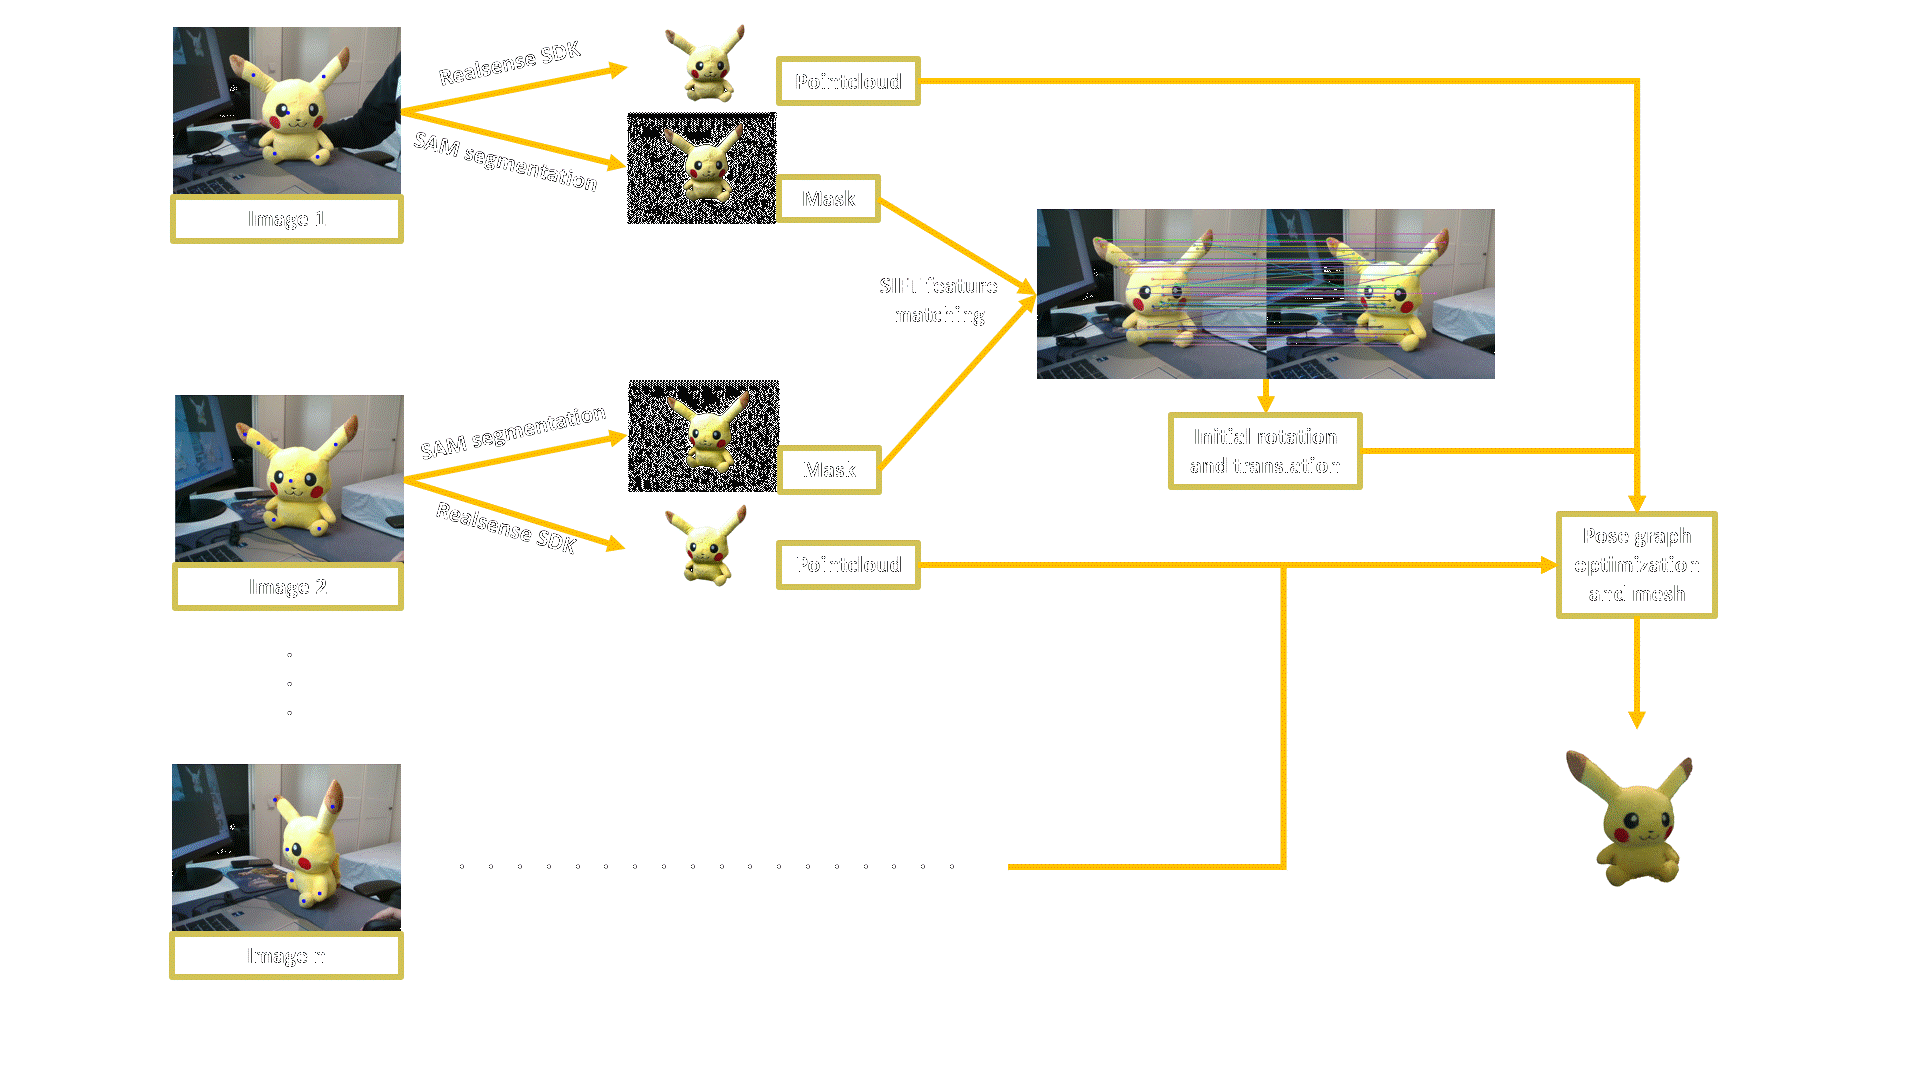 Realsense SDK
Pointcloud
SAM segmentation
Mask
Image 1
SIFT feature
matching
SAM segmentation
Initial rotation
and translation
Mask
Realsense SDK
Pointcloud
Pose graph
optimization
and mesh
Image 2
Image n